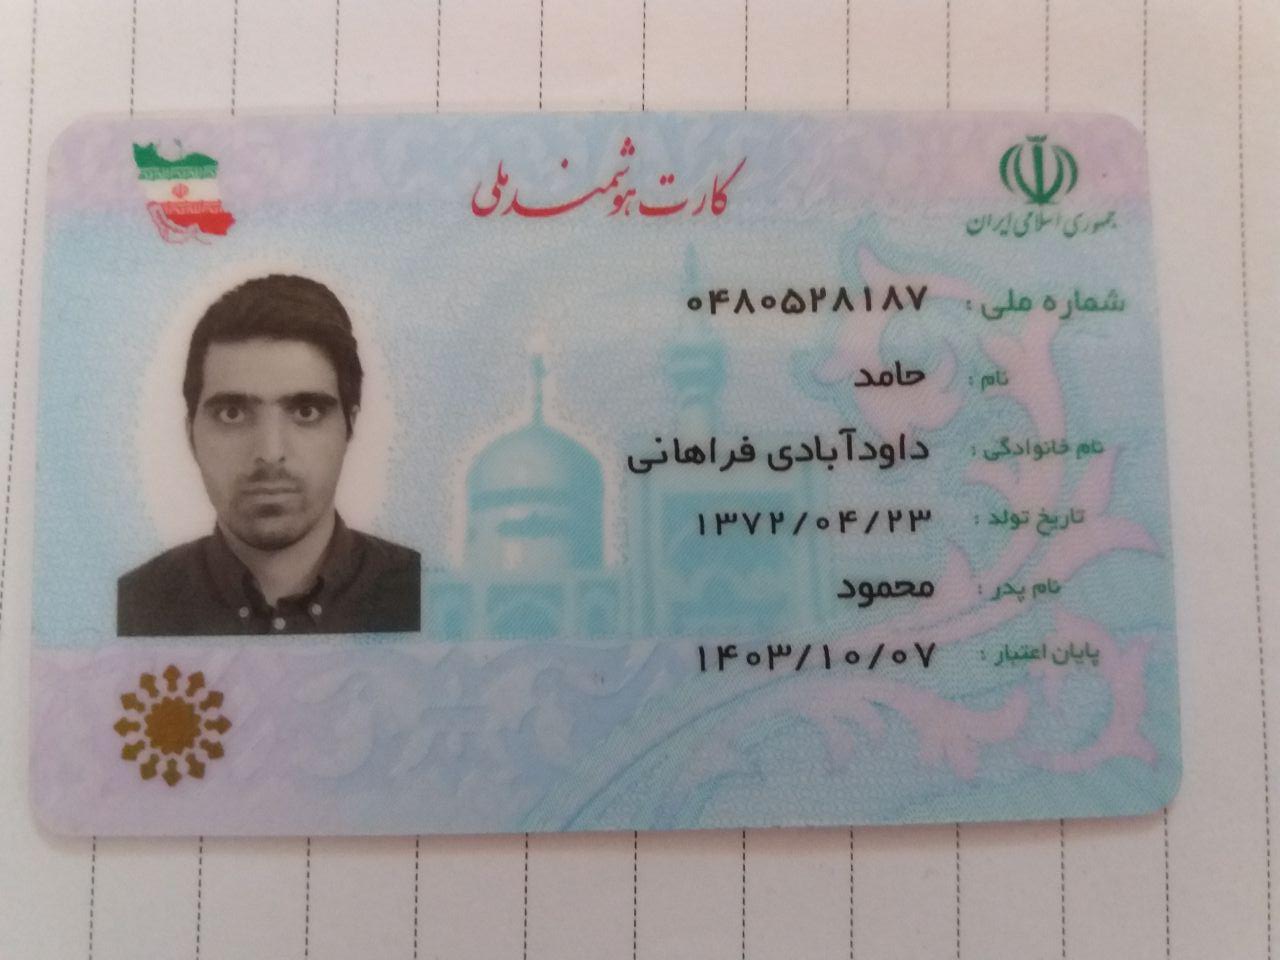 کارت هوشمند ملی
جمهوری اسلامی ایران
شماره ملی : ۰۴۸۰۵۲۸۱۸۷
نام : حامد
نام خانوادگی : داودآبادی فراهانی
تاریخ تولد : ۱۳۷۲/۰۴/۲۳
نام پدر : محمود
پایان اعتبار : ۱۴۰۳/۱۰/۰۷